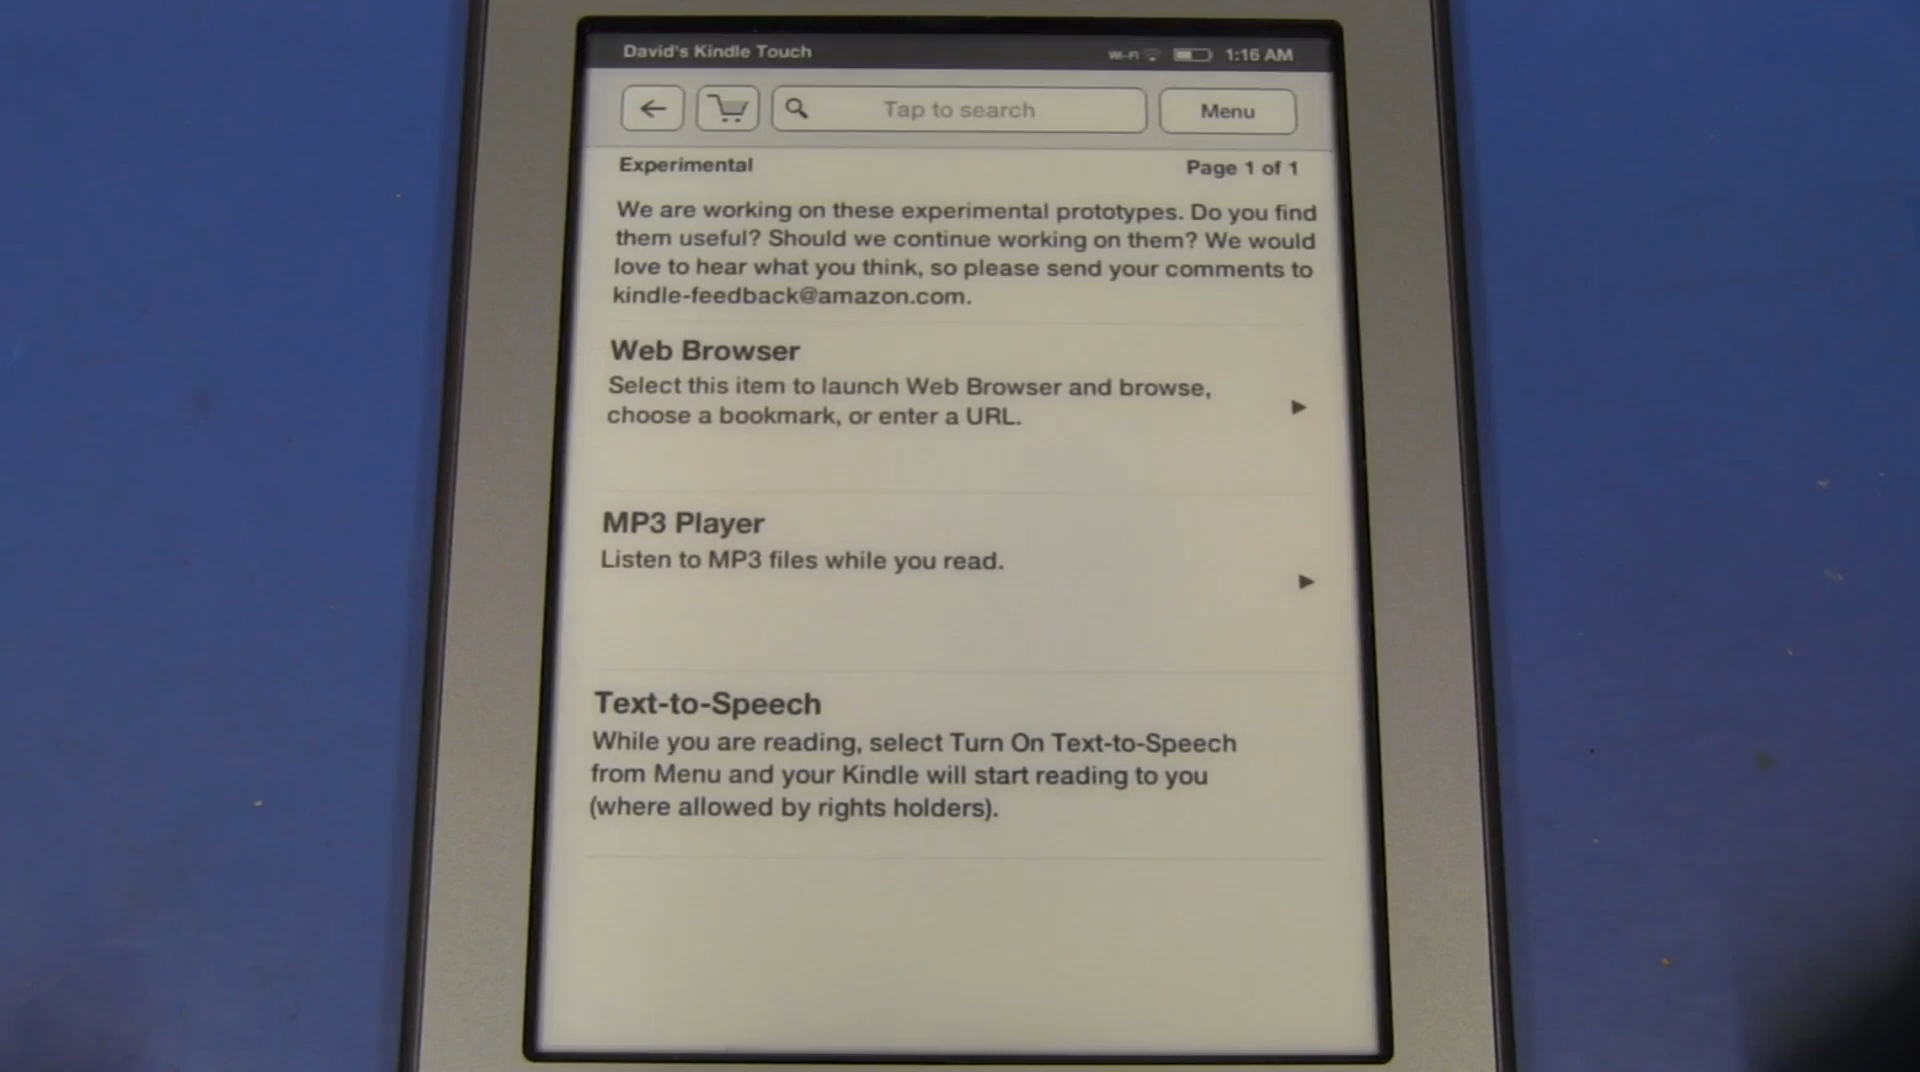 David's Kindle Touch Wi-Fi 1:16 AM
Tap to search Menu
Experimental Page 1 of 1
We are working on these experimental prototypes. Do you find
them useful? Should we continue working on them? We would
love to hear what you think, so please send your comments to
kindle-feedback@amazon.com.
Web Browser
Select this item to launch Web Browser and browse,
choose a bookmark, or enter a URL.
MP3 Player
Listen to MP3 files while you read.
Text-to-Speech
While you are reading, select Turn On Text-to-Speech
from Menu and your Kindle will start reading to you
(where allowed by rights holders).